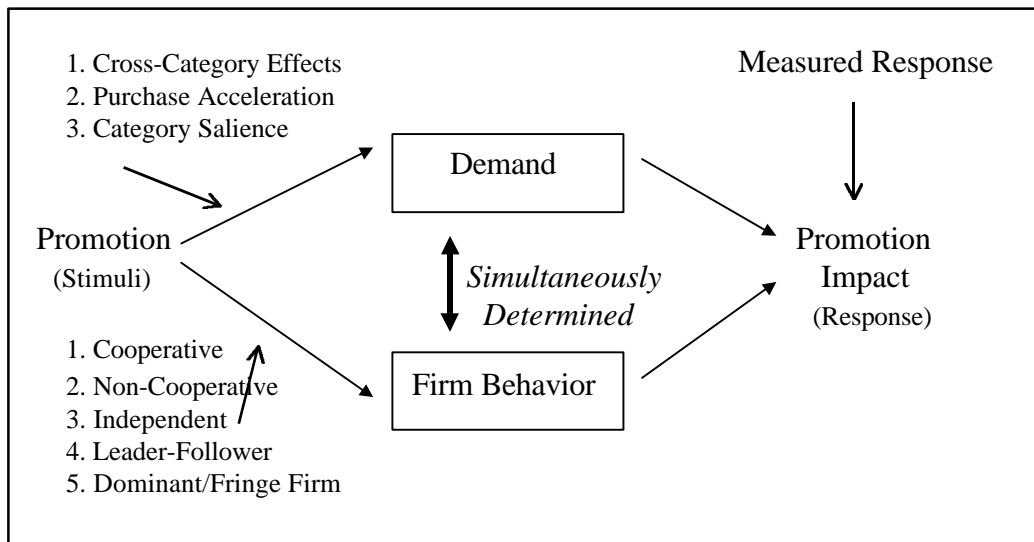 1. Cross-Category Effects
2. Purchase Acceleration
3. Category Salience
Measured Response
Demand
Promotion
(Stimuli)
Simultaneously
Determined
Promotion
Impact
(Response)
1. Cooperative
2. Non-Cooperative
3. Independent
4. Leader-Follower
5. Dominant/Fringe Firm
Firm Behavior